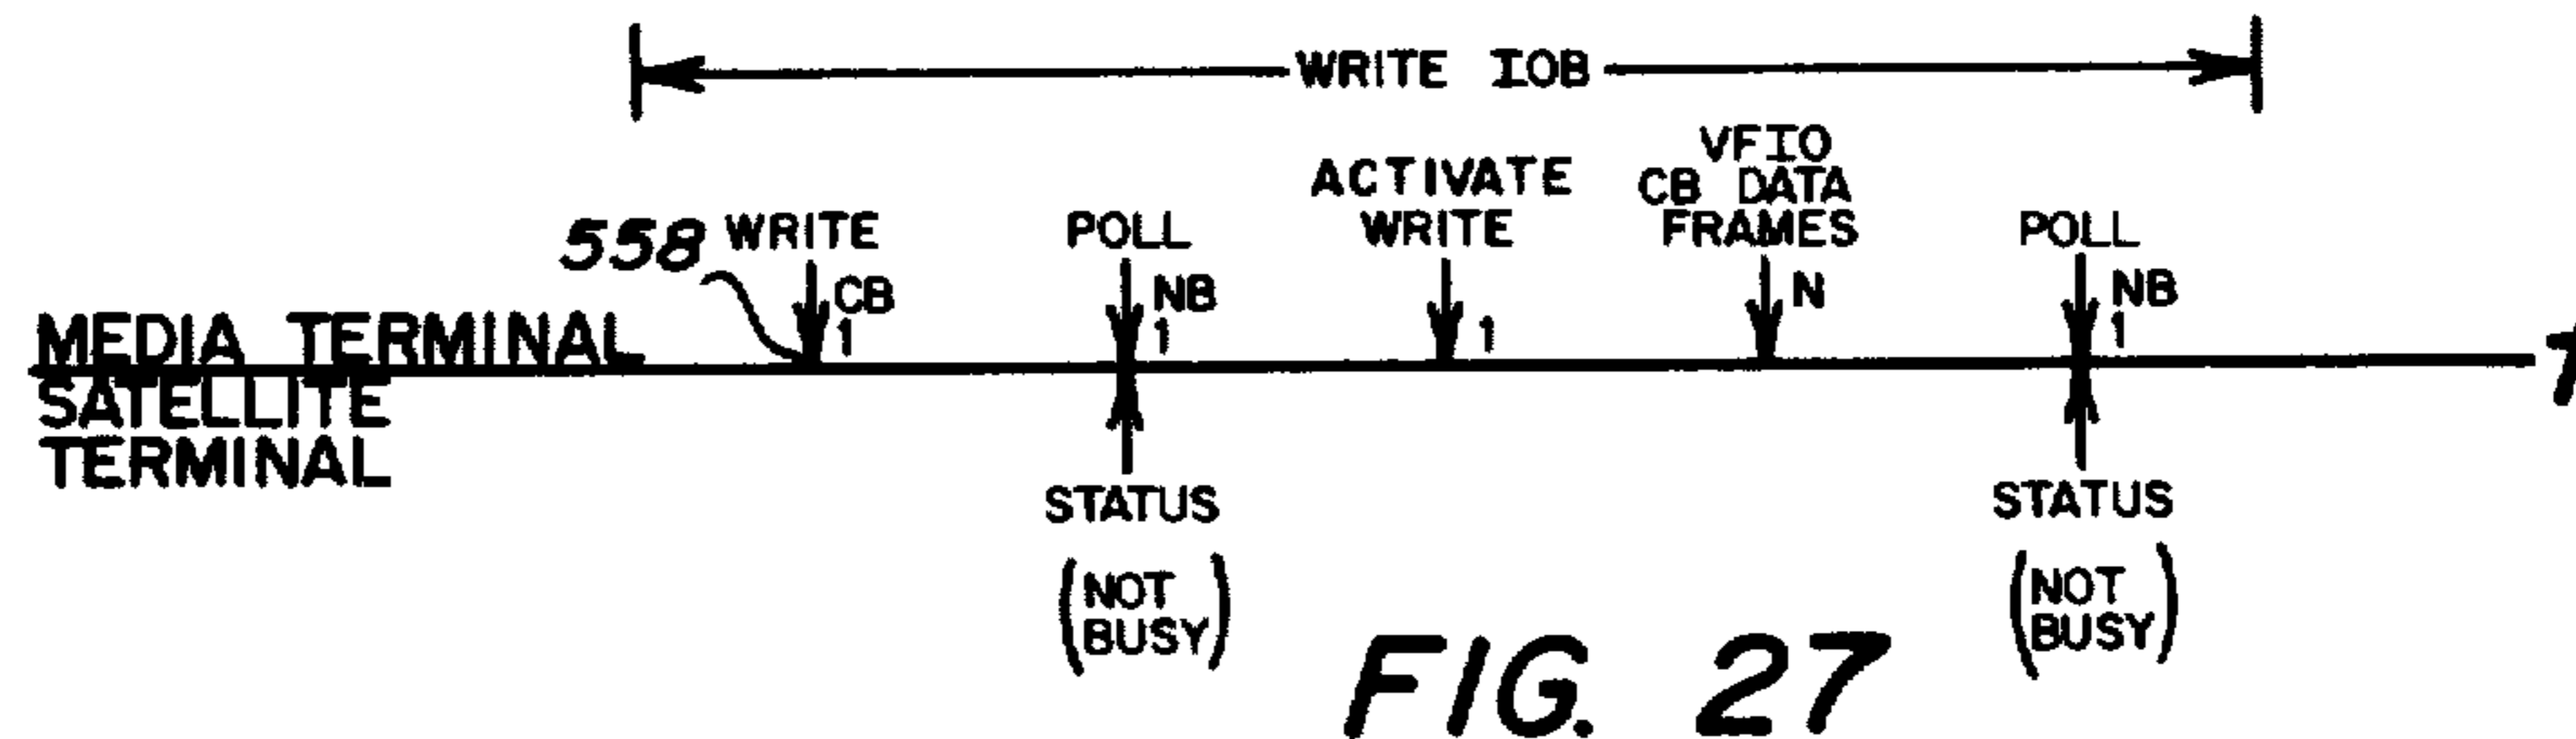 WRITE IOB
VFIO
ACTIVATE CB DATA
558 WRITE POLL WRITE FRAMES POLL
CB NB N NB
1 1 1 1
MEDIA TERMINAL
T
SATELLITE
TERMINAL
STATUS STATUS
(NOT BUSY) (NOT BUSY)
FIG. 27